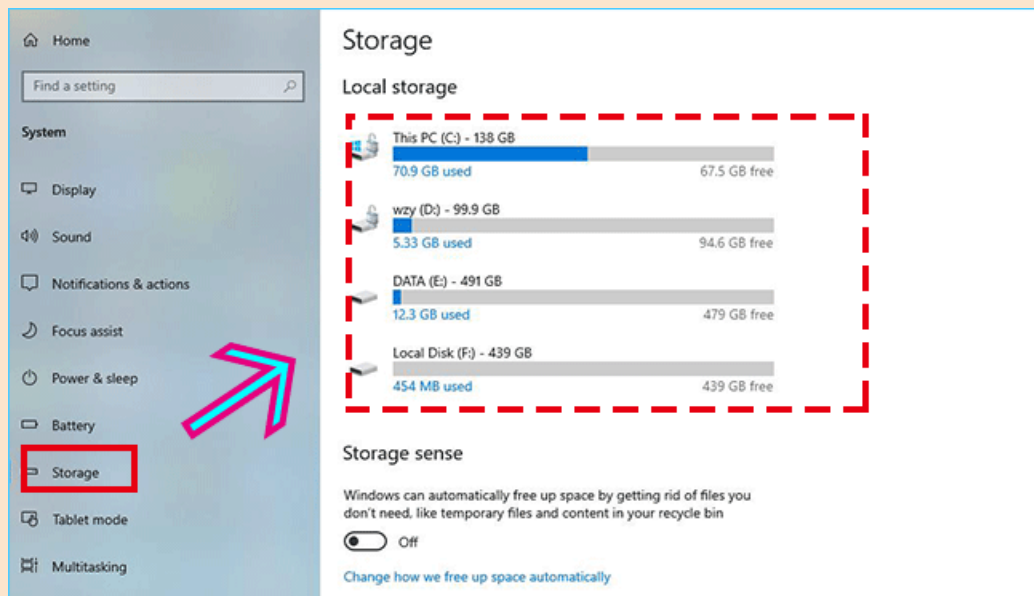 Home
Find a setting
System
Display
Sound
Notifications & actions
Focus assist
Power & sleep
Battery
Storage
Tablet mode
Multitasking
Storage
Local storage
This PC (C:) - 138 GB
70.9 GB used 67.5 GB free
wzy (D:) - 99.9 GB
5.33 GB used 94.6 GB free
DATA (E:) - 491 GB
12.3 GB used 479 GB free
Local Disk (F:) - 439 GB
454 MB used 439 GB free
Storage sense
Windows can automatically free up space by getting rid of files you
don't need, like temporary files and content in your recycle bin
Off
Change how we free up space automatically